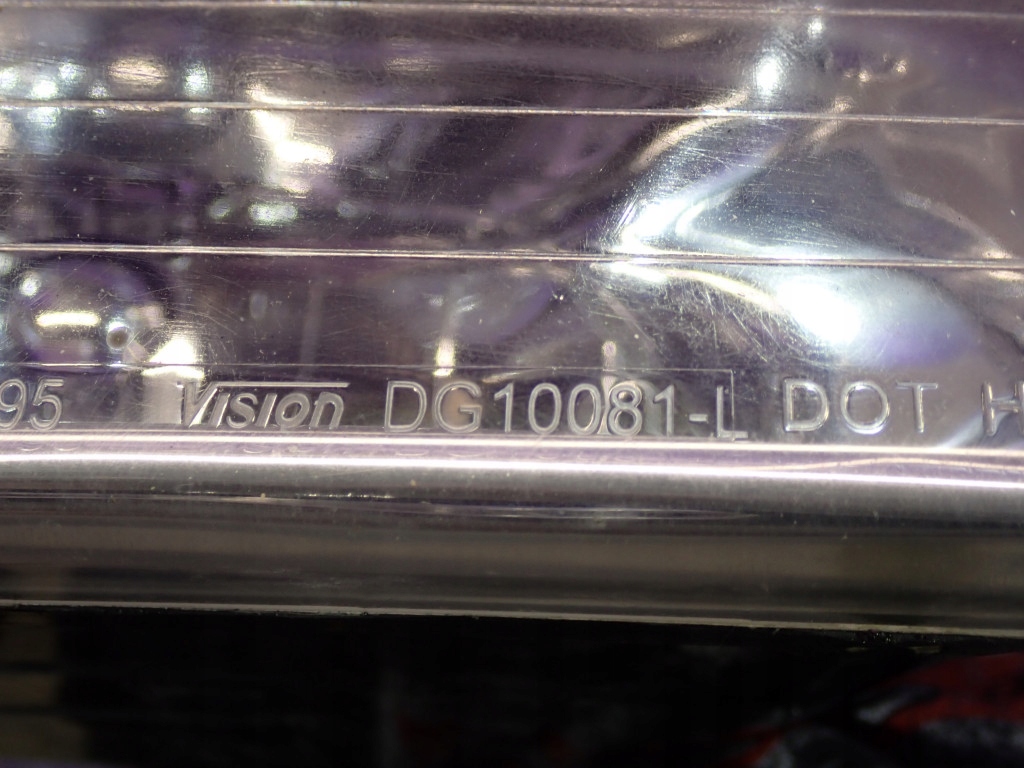 95 Vision DG10081-L DOT H